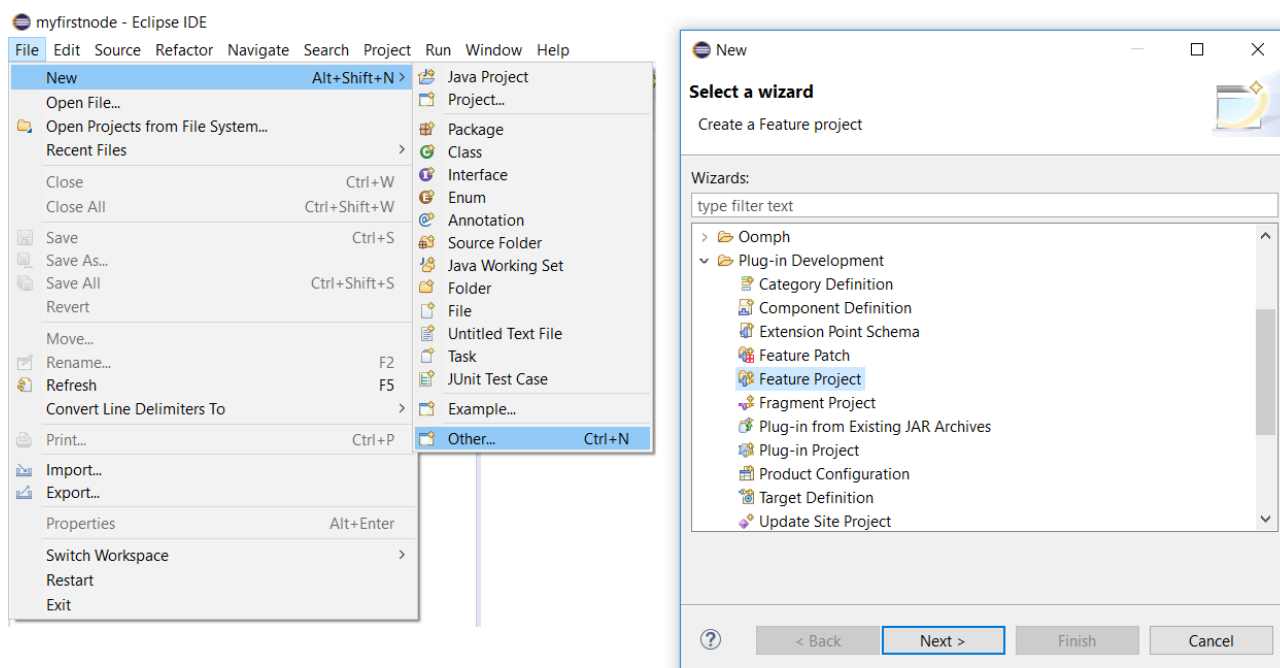 myfirstnode - Eclipse IDE
File Edit Source Refactor Navigate Search Project Run Window Help
New Alt+Shift+N >
Open File...
Open Projects from File System...
Recent Files >
Close Ctrl+W
Close All Ctrl+Shift+W
Save Ctrl+S
Save As...
Save All Ctrl+Shift+S
Revert
Move...
Rename... F2
Refresh F5
Convert Line Delimiters To >
Print... Ctrl+P
Import...
Export...
Properties Alt+Enter
Switch Workspace >
Restart
Exit
Java Project
Project...
Package
Class
Interface
Enum
Annotation
Source Folder
Java Working Set
Folder
File
Untitled Text File
Task
JUnit Test Case
Example...
Other... Ctrl+N
New
Select a wizard
Create a Feature project
Wizards:
type filter text
Oomph
Plug-in Development
Category Definition
Component Definition
Extension Point Schema
Feature Patch
Feature Project
Fragment Project
Plug-in from Existing JAR Archives
Plug-in Project
Product Configuration
Target Definition
Update Site Project
? < Back Next > Finish Cancel